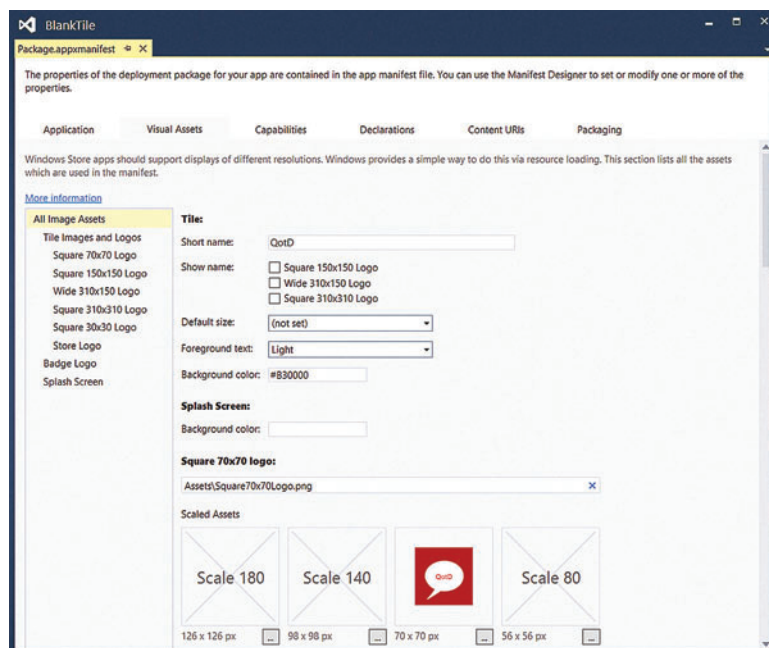 BlankTile
Package.appxmanifest
The properties of the deployment package for your app are contained in the app manifest file. You can use the Manifest Designer to set or modify one or more of the
properties.
Application Visual Assets Capabilities Declarations Content URIs Packaging
Windows Store apps should support displays of different resolutions. Windows provides a simple way to do this via resource loading. This section lists all the assets
which are used in the manifest.
More information
All Image Assets
Tile Images and Logos
Square 70x70 Logo
Square 150x150 Logo
Wide 310x150 Logo
Square 310x310 Logo
Square 30x30 Logo
Store Logo
Badge Logo
Splash Screen
Tile:
Short name: QotD
Show name: Square 150x150 Logo
Wide 310x150 Logo
Square 310x310 Logo
Default size: (not set)
Foreground text: Light
Background color: #B30000
Splash Screen:
Background color:
Square 70x70 logo:
Assets\Square70x70Logo.png
Scaled Assets
Scale 180 Scale 140 QotD Scale 80
126 x 126 px ... 98 x 98 px ... 70 x 70 px ... 56 x 56 px ...